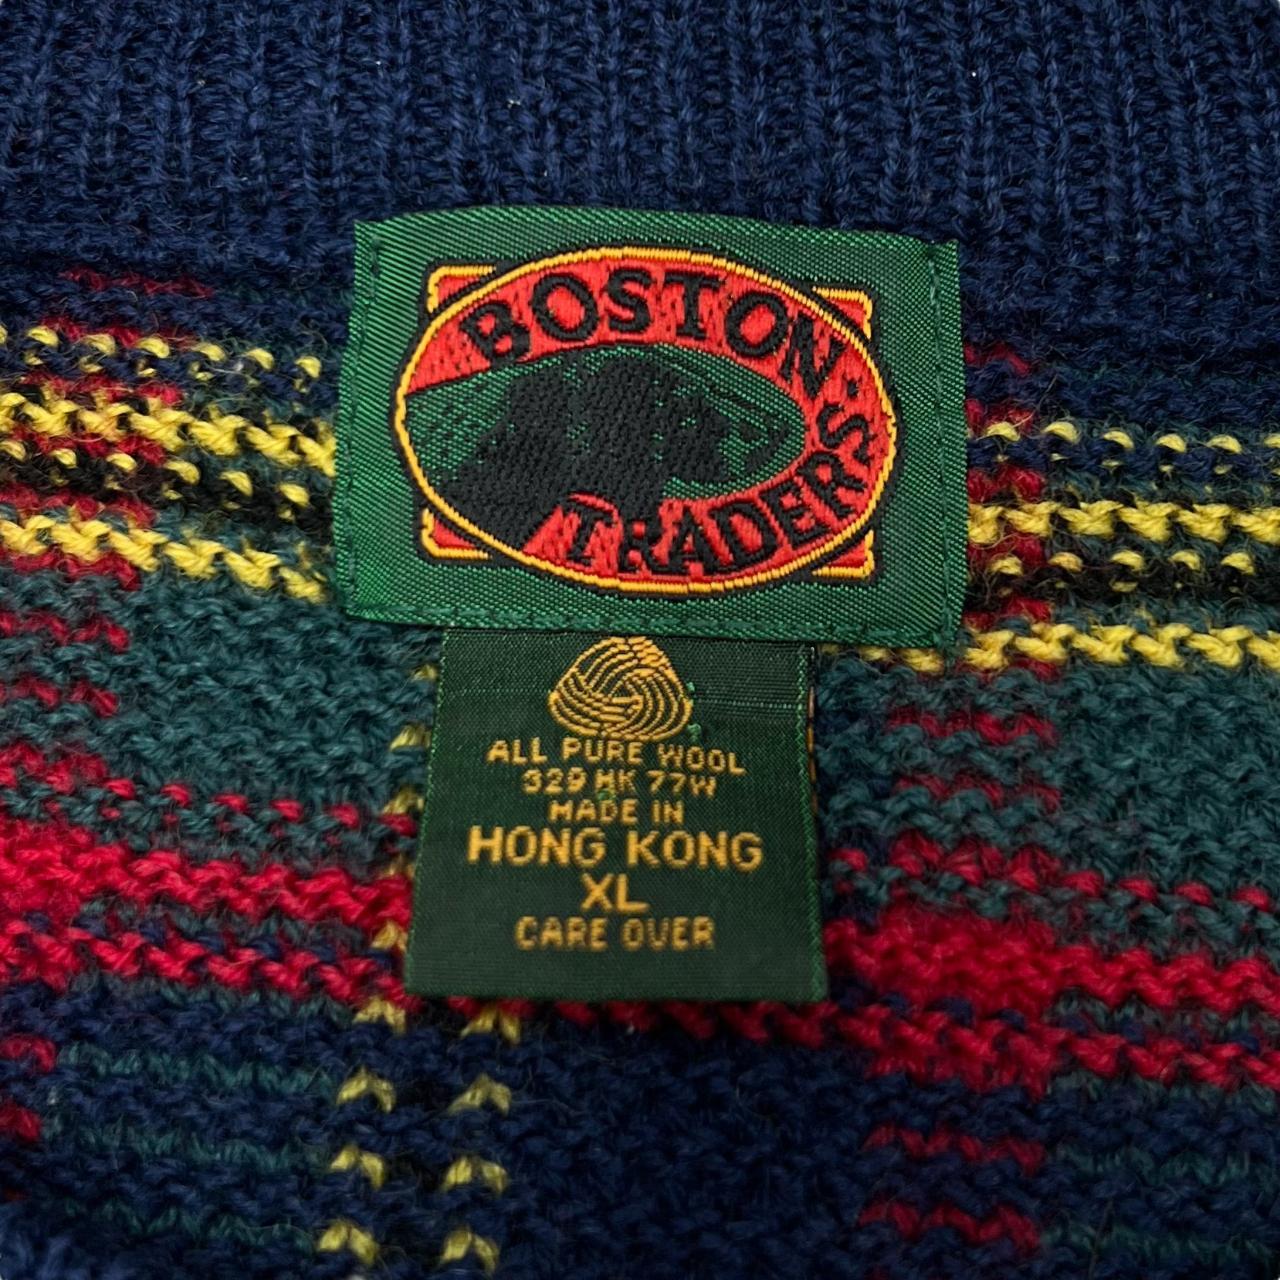 BOSTON
TRADERS
ALL PURE WOOL
329 HK 77W
MADE IN
HONG KONG
XL
CARE OVER